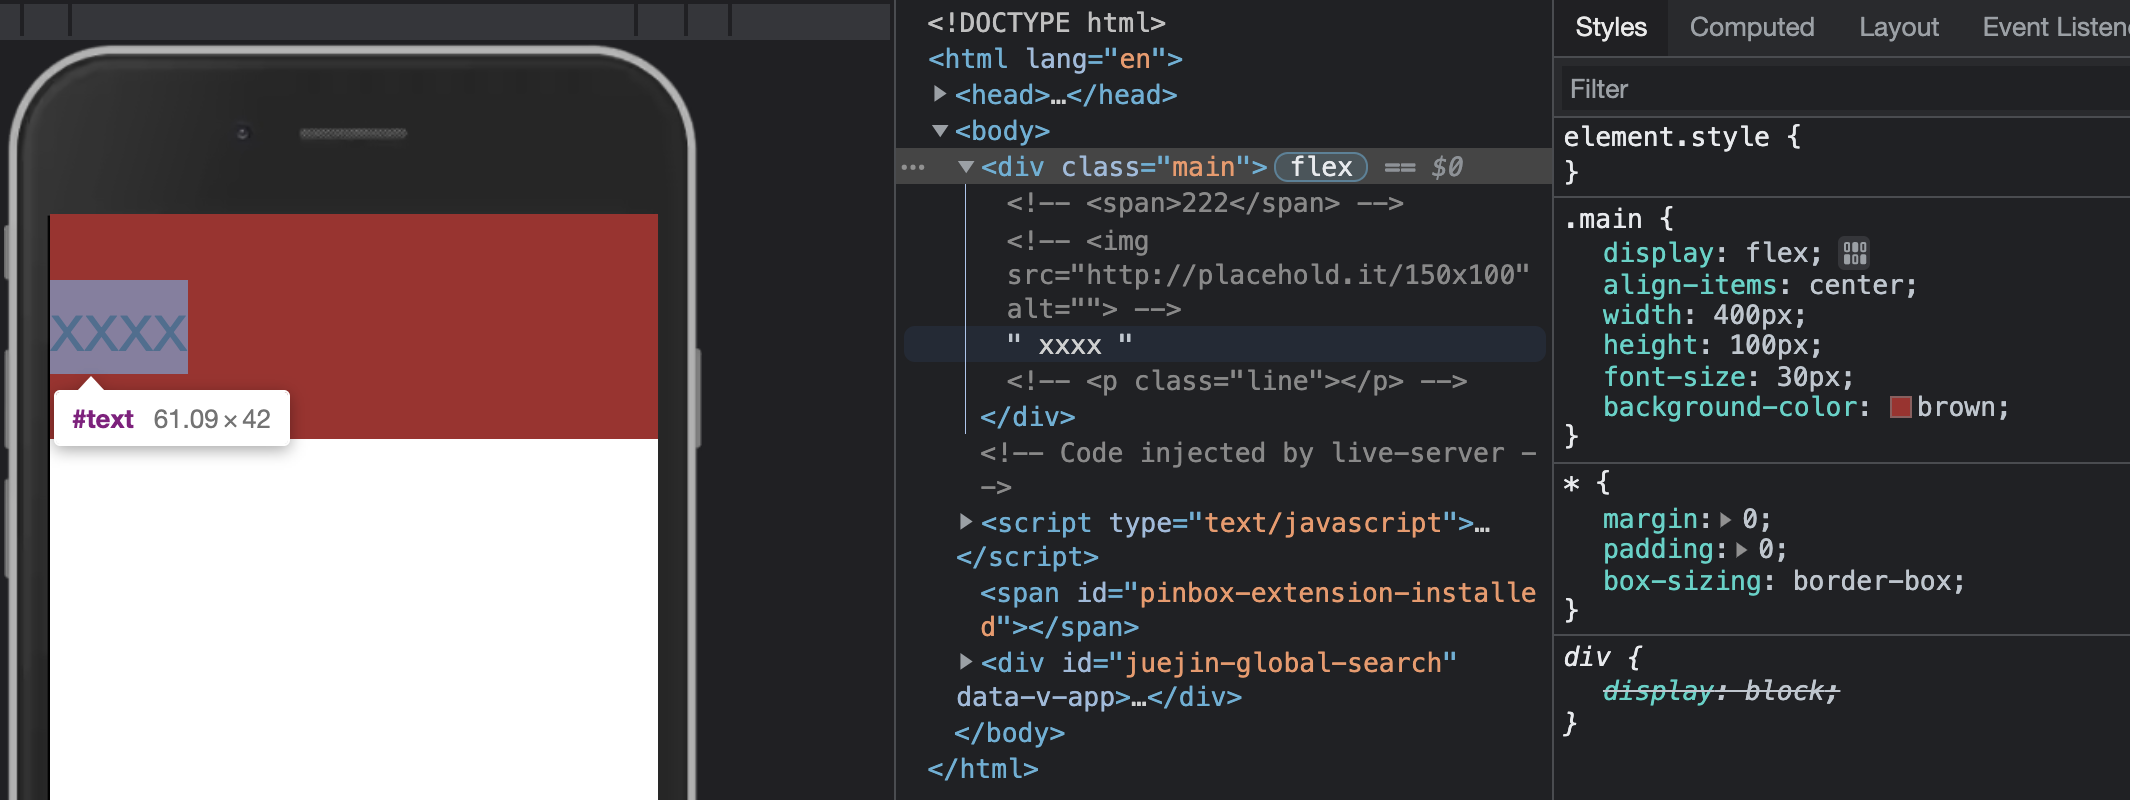 xxxx
#text 61.09 × 42
<!DOCTYPE html>
<html lang="en">
<head>…</head>
<body>
<div class="main"> flex == $0
<!-- <span>222</span> -->
<!-- <img
src="http://placehold.it/150x100"
alt=""> -->
" xxxx "
<!-- <p class="line"></p> -->
</div>
<!-- Code injected by live-server -
->
<script type="text/javascript">…
</script>
<span id="pinbox-extension-installe
d"></span>
<div id="juejin-global-search"
data-v-app>…</div>
</body>
</html>
Styles Computed Layout Event Listen
Filter
element.style {
}
.main {
display: flex;
align-items: center;
width: 400px;
height: 100px;
font-size: 30px;
background-color: brown;
}
* {
margin: 0;
padding: 0;
box-sizing: border-box;
}
div {
display: block;
}